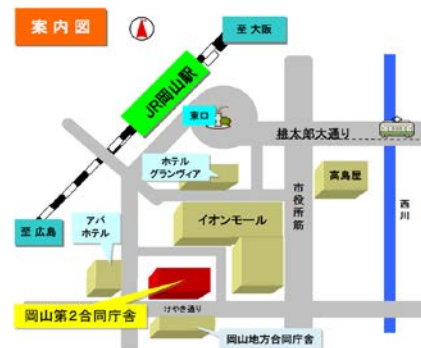 案内図
至 大阪
JR岡山駅
東口
桃太郎大通り
ホテル
グランヴィア
高島屋
市役所筋
西川
至 広島
アパ
ホテル
イオンモール
岡山第2合同庁舎
けやき通り
岡山地方合同庁舎